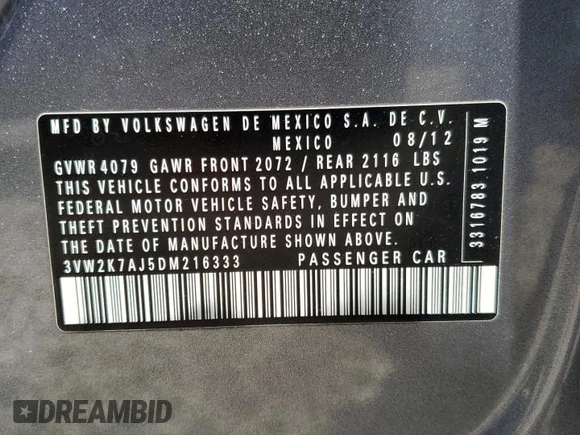 MFD BY VOLKSWAGEN DE MEXICO S.A. DE C.V.
MEXICO 08/12
GVWR 4079 GAWR FRONT 2072 / REAR 2116 LBS
THIS VEHICLE CONFORMS TO ALL APPLICABLE U.S.
FEDERAL MOTOR VEHICLE SAFETY, BUMPER AND
THEFT PREVENTION STANDARDS IN EFFECT ON
THE DATE OF MANUFACTURE SHOWN ABOVE.
3VW2K7AJ5DM216333 PASSENGER CAR
3316783 1019 M
DREAMBID